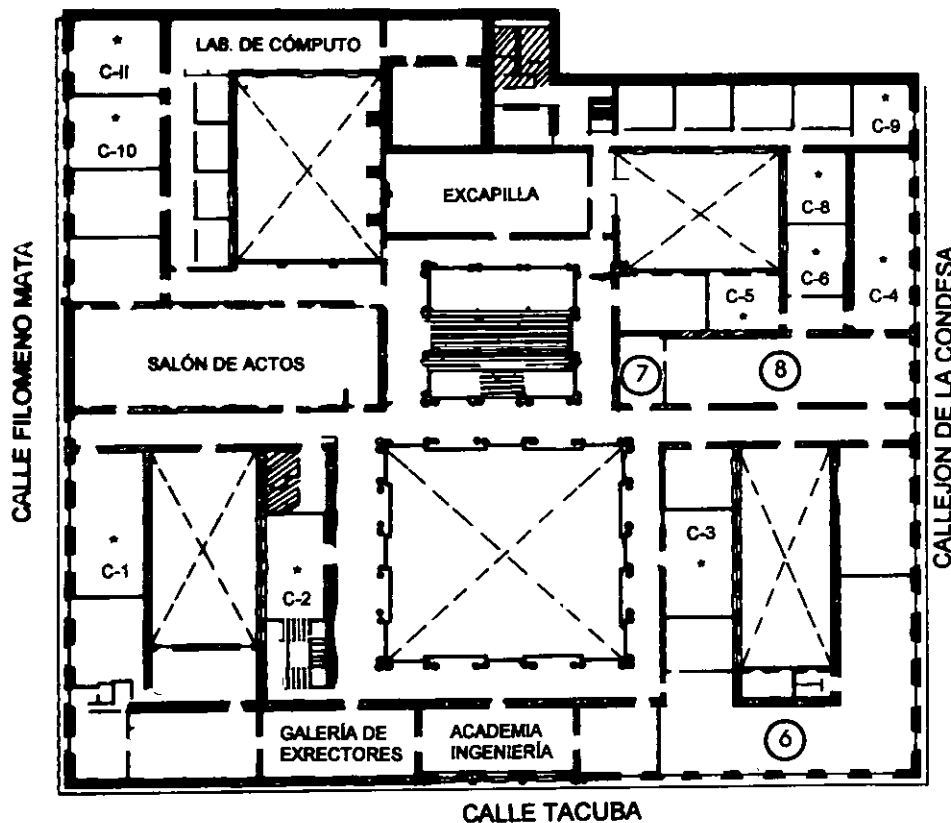 LAB. DE CÓMPUTO
* C-11
* C-10
* C-9
EXCAPILLA
* C-8
* C-6
* C-4
C-5 *
SALÓN DE ACTOS
7
8
CALLE FILOMENO MATA
CALLEJON DE LA CONDESA
* C-1
* C-2
C-3 *
GALERÍA DE
EXRECTORES
ACADEMIA
INGENIERÍA
6
CALLE TACUBA